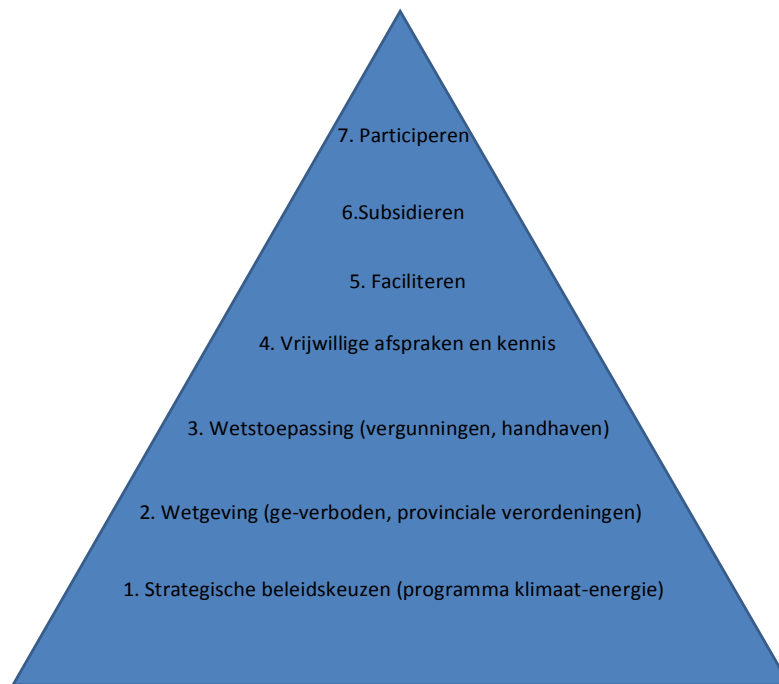 7. Participeren
6.Subsidieren
5. Faciliteren
4. Vrijwillige afspraken en kennis
3. Wetstoepassing (vergunningen, handhaven)
2. Wetgeving (ge-verboden, provinciale verordeningen)
1. Strategische beleidskeuzen (programma klimaat-energie)